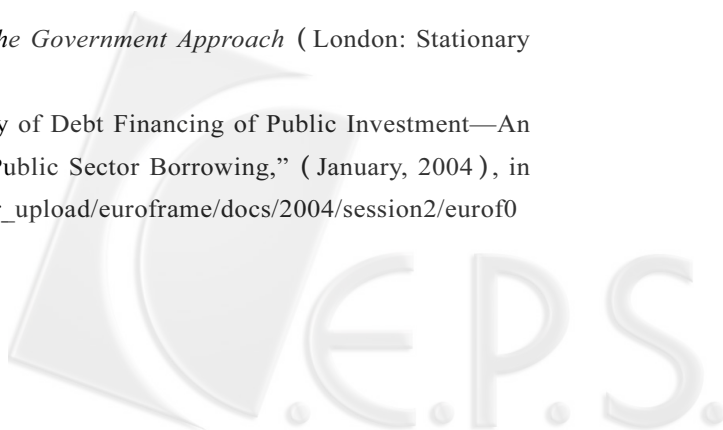 he Government Approach ( London: Stationary
y of Debt Financing of Public Investment—An
Public Sector Borrowing,” ( January, 2004 ), in
r_upload/euroframe/docs/2004/session2/eurof0
C.E.P.S.